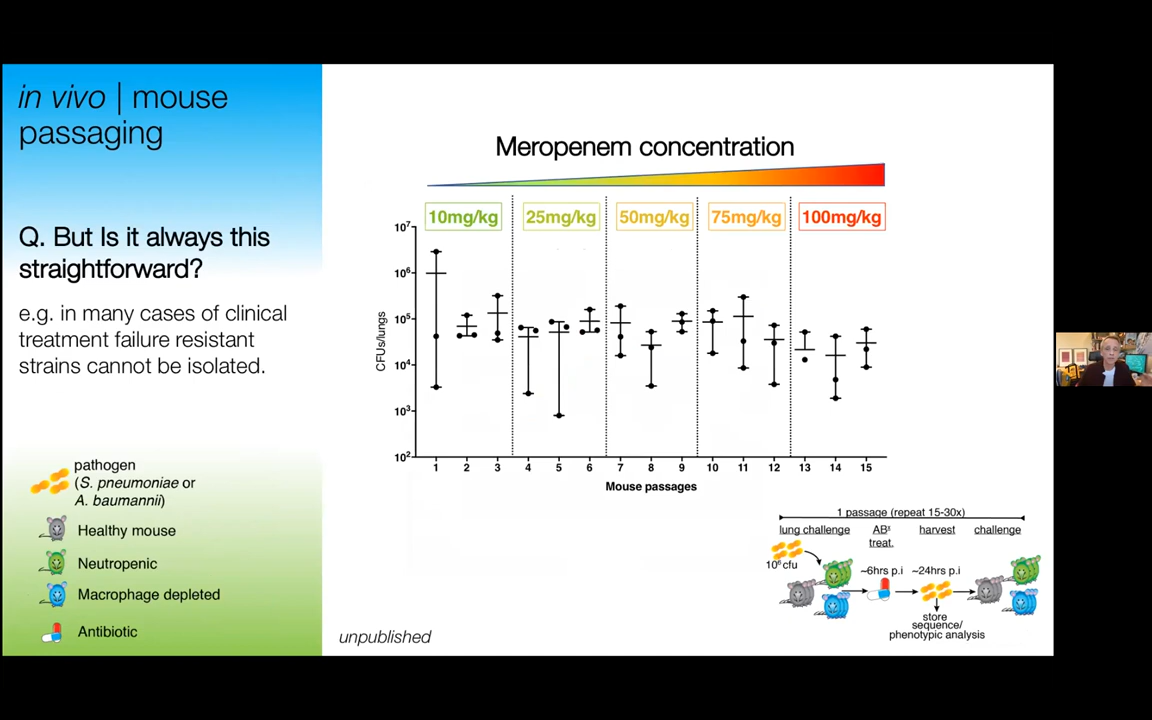 in vivo | mouse
passaging
Q. But Is it always this
straightforward?
e.g. in many cases of clinical
treatment failure resistant
strains cannot be isolated.
pathogen
(S. pneumoniae or
A. baumannii)
Healthy mouse
Neutropenic
Macrophage depleted
Antibiotic
Meropenem concentration
10mg/kg 25mg/kg 50mg/kg 75mg/kg 100mg/kg
10⁷
10⁶
10⁵
10⁴
10³
10²
CFUs/lungs
1 2 3 4 5 6 7 8 9 10 11 12 13 14 15
Mouse passages
1 passage (repeat 15-30x)
lung challenge ABˣ harvest challenge
treat.
10⁶ cfu
~6hrs p.i ~24hrs p.i
store
sequence/
phenotypic analysis
unpublished